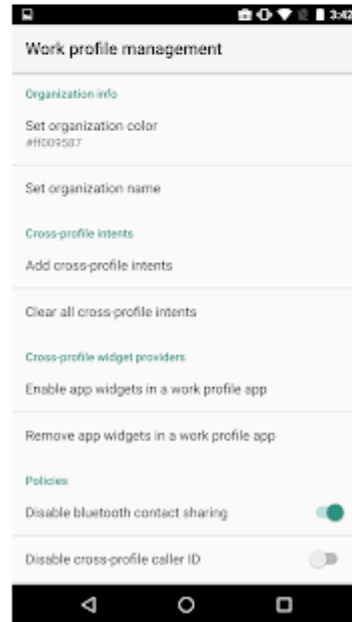 3:42
Work profile management
Organization info
Set organization color
#ff009587
Set organization name
Cross-profile intents
Add cross-profile intents
Clear all cross-profile intents
Cross-profile widget providers
Enable app widgets in a work profile app
Remove app widgets in a work profile app
Policies
Disable bluetooth contact sharing
Disable cross-profile caller ID